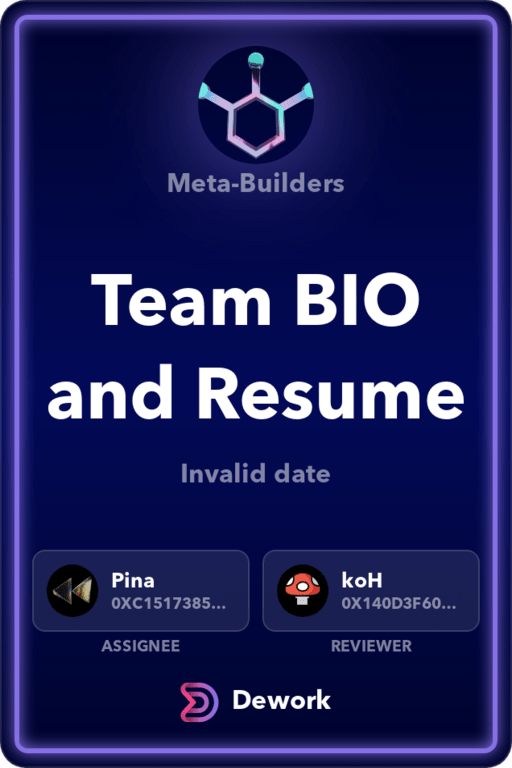 Meta-Builders
Team BIO
and Resume
Invalid date
Pina
0XC1517385...
ASSIGNEE
koH
0X140D3F60...
REVIEWER
Dework